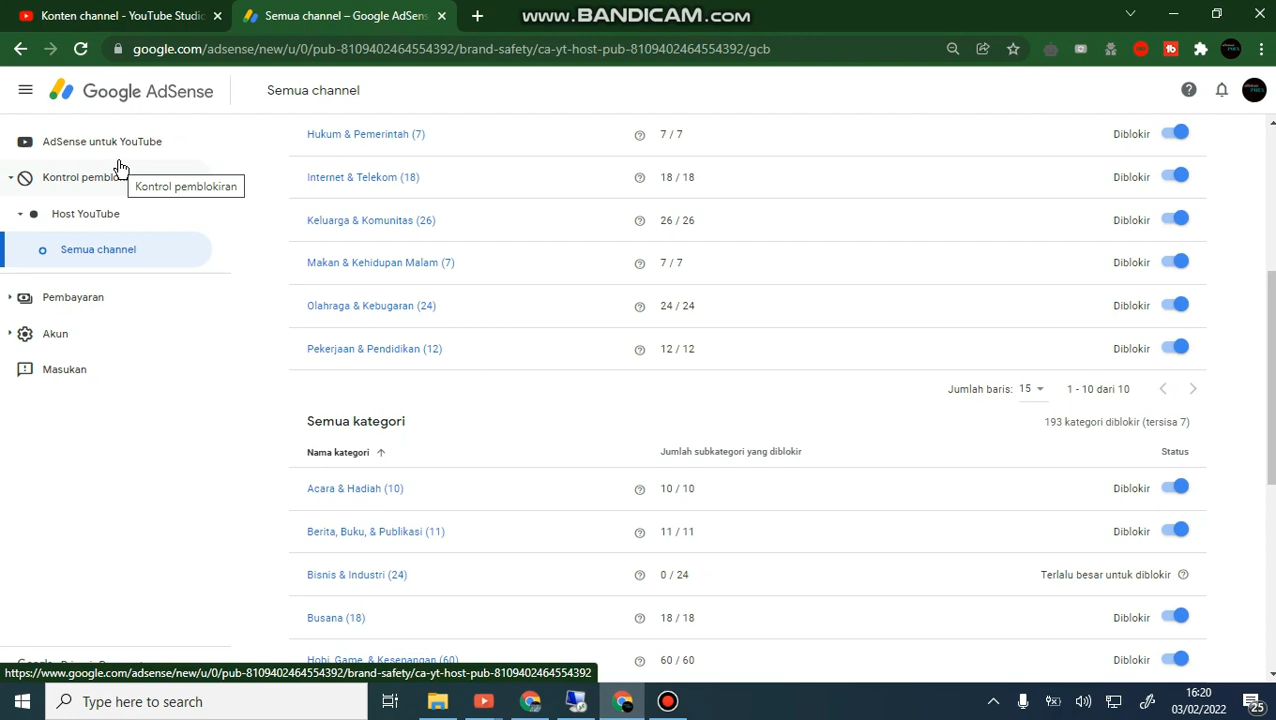 Konten channel - YouTube Studio
Semua channel – Google AdSens
www.BANDICAM.com
google.com/adsense/new/u/0/pub-8109402464554392/brand-safety/ca-yt-host-pub-8109402464554392/gcb
Google AdSense
Semua channel
AdSense untuk YouTube
Kontrol pemblo
Kontrol pemblokiran
Host YouTube
Semua channel
Pembayaran
Akun
Masukan
Hukum & Pemerintah (7) 7 / 7 Diblokir
Internet & Telekom (18) 18 / 18 Diblokir
Keluarga & Komunitas (26) 26 / 26 Diblokir
Makan & Kehidupan Malam (7) 7 / 7 Diblokir
Olahraga & Kebugaran (24) 24 / 24 Diblokir
Pekerjaan & Pendidikan (12) 12 / 12 Diblokir
Jumlah baris: 15 1 - 10 dari 10
Semua kategori 193 kategori diblokir (tersisa 7)
Nama kategori Jumlah subkategori yang diblokir Status
Acara & Hadiah (10) 10 / 10 Diblokir
Berita, Buku, & Publikasi (11) 11 / 11 Diblokir
Bisnis & Industri (24) 0 / 24 Terlalu besar untuk diblokir
Busana (18) 18 / 18 Diblokir
Hobi, Game, & Kesenangan (60) 60 / 60 Diblokir
https://www.google.com/adsense/new/u/0/pub-8109402464554392/brand-safety/ca-yt-host-pub-8109402464554392
Type here to search
16:20
03/02/2022
25